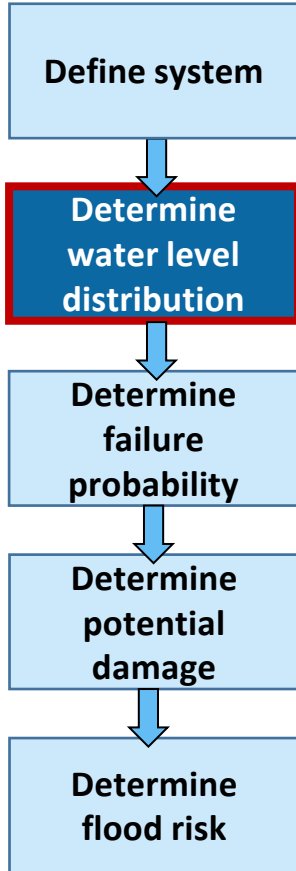 Define system
Determine
water level
distribution
Determine
failure
probability
Determine
potential
damage
Determine
flood risk